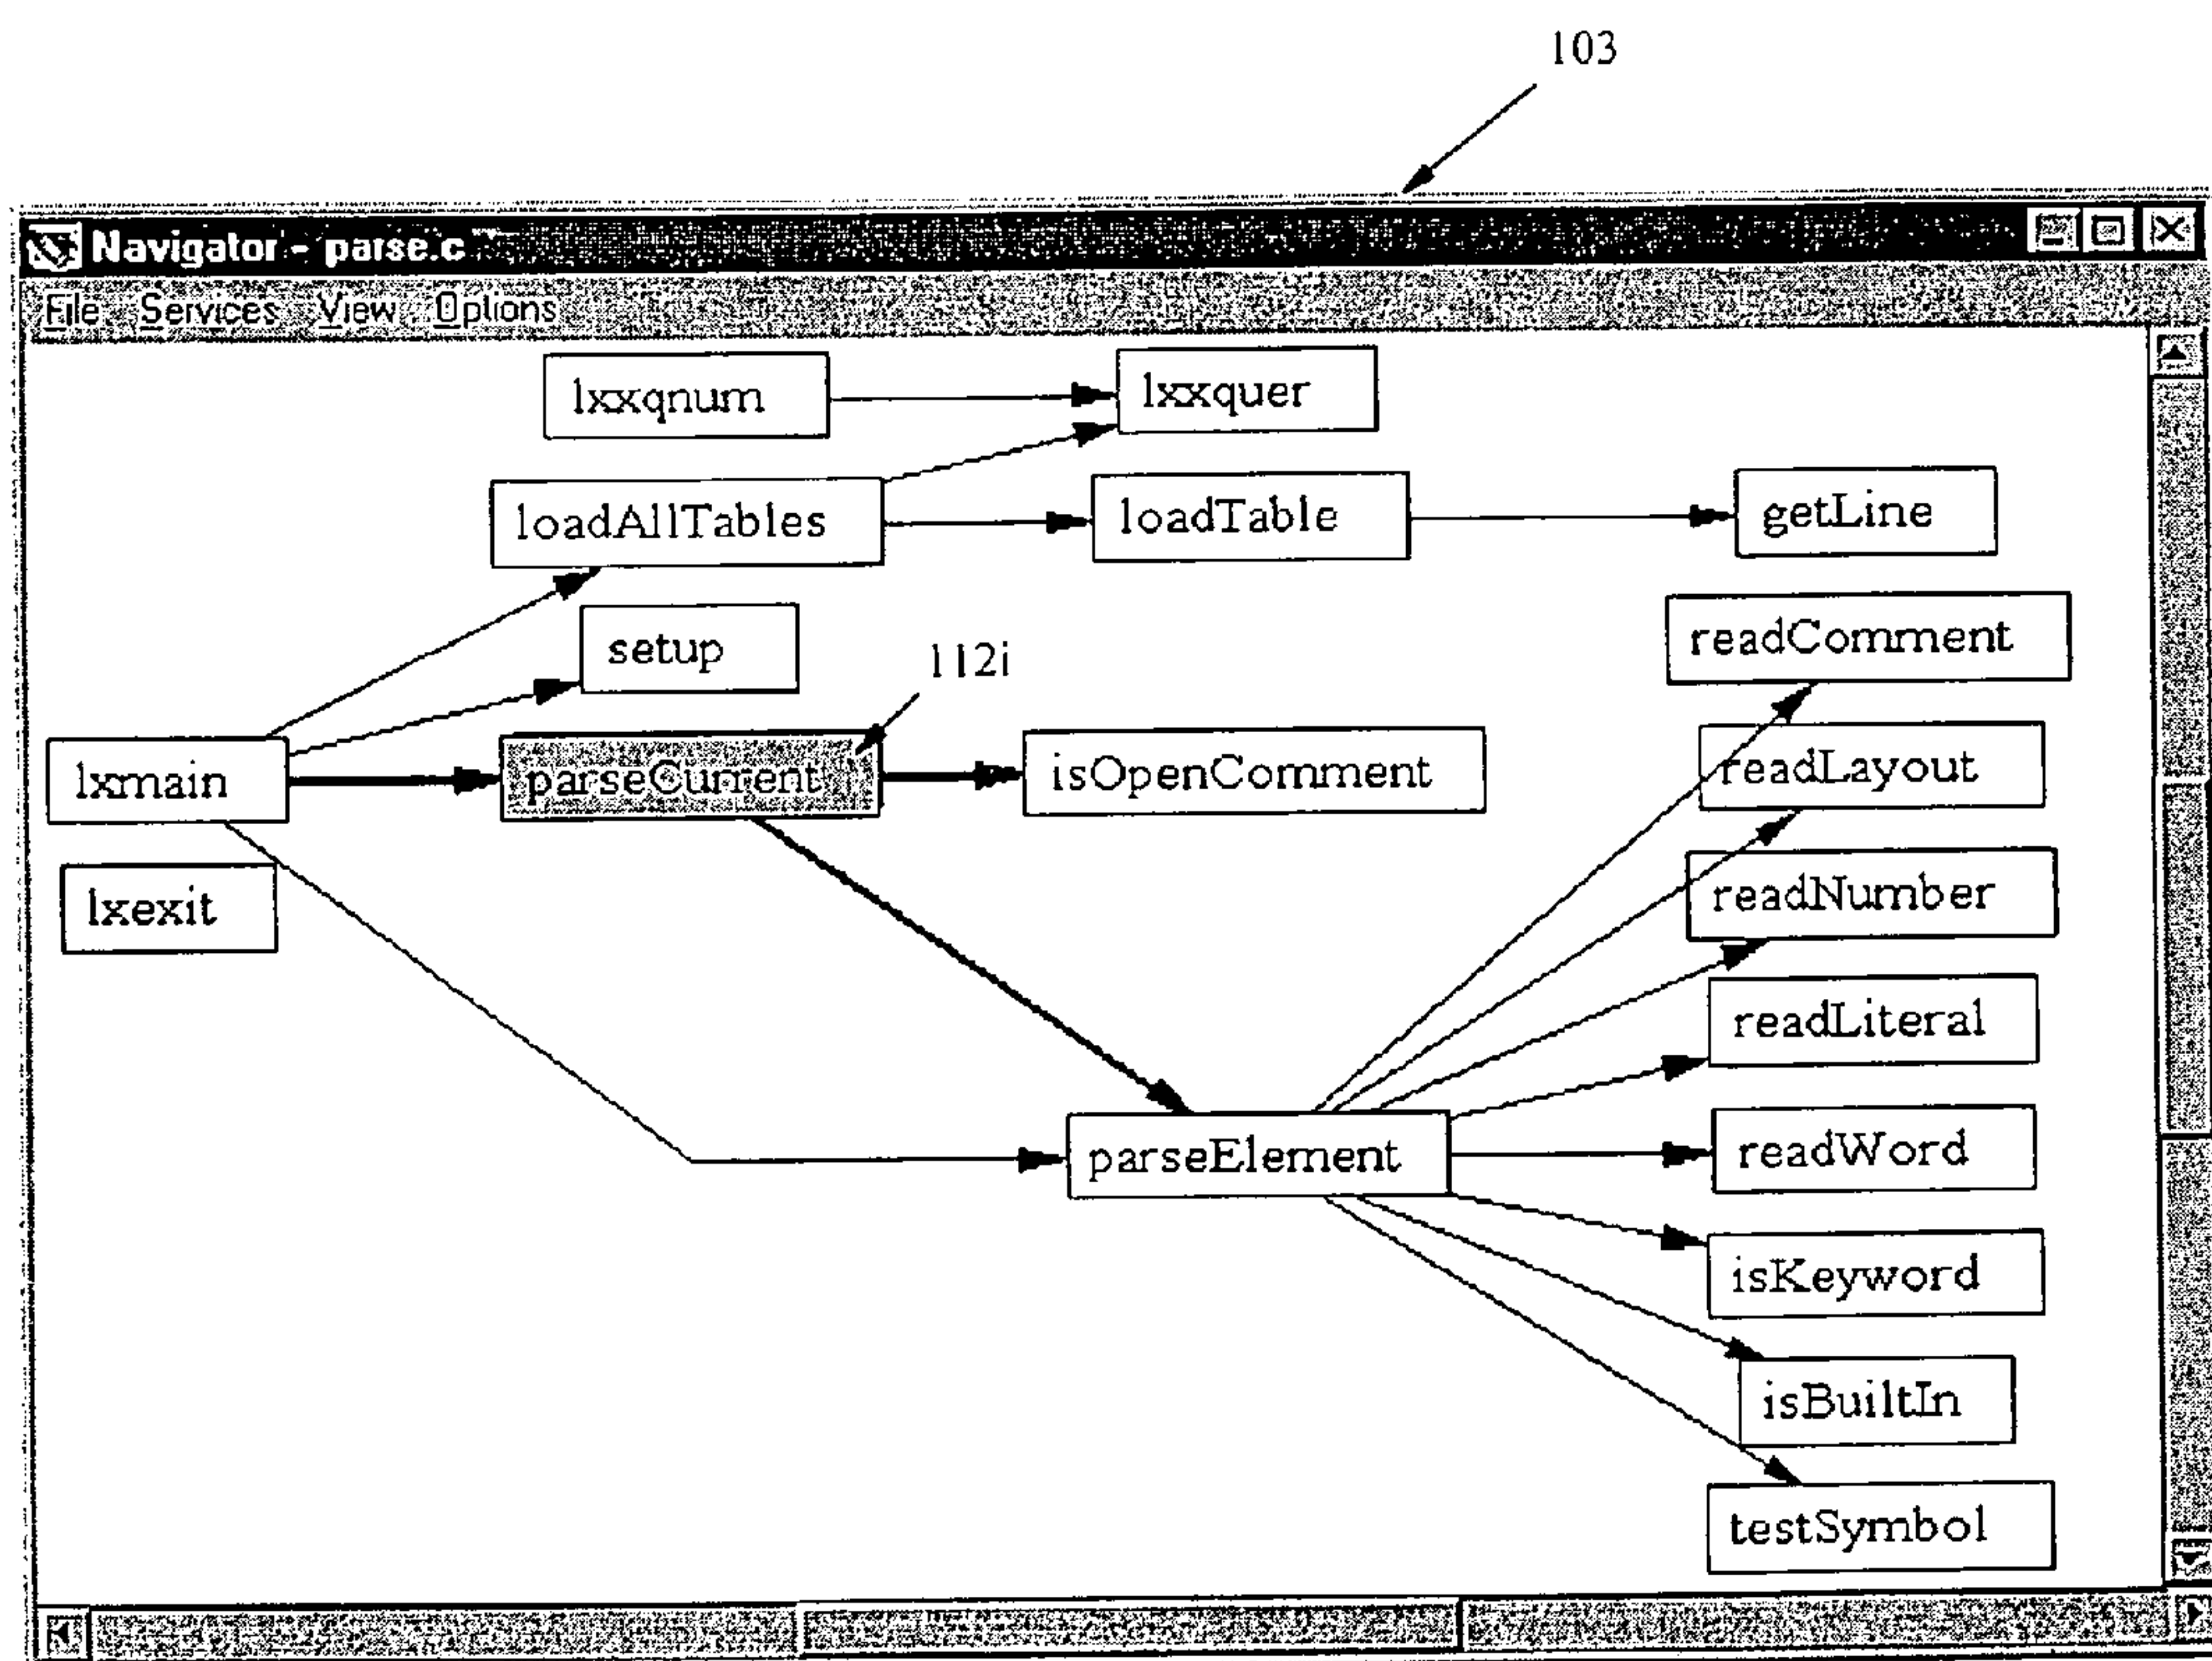 103
Navigator - parse.c
File Services View Options
lxxqnum
lxxquer
loadAllTables
loadTable
getLine
setup
112i
readComment
lxmain
parseCurrent
isOpenComment
readLayout
lxexit
readNumber
readLiteral
parseElement
readWord
isKeyword
isBuiltIn
testSymbol